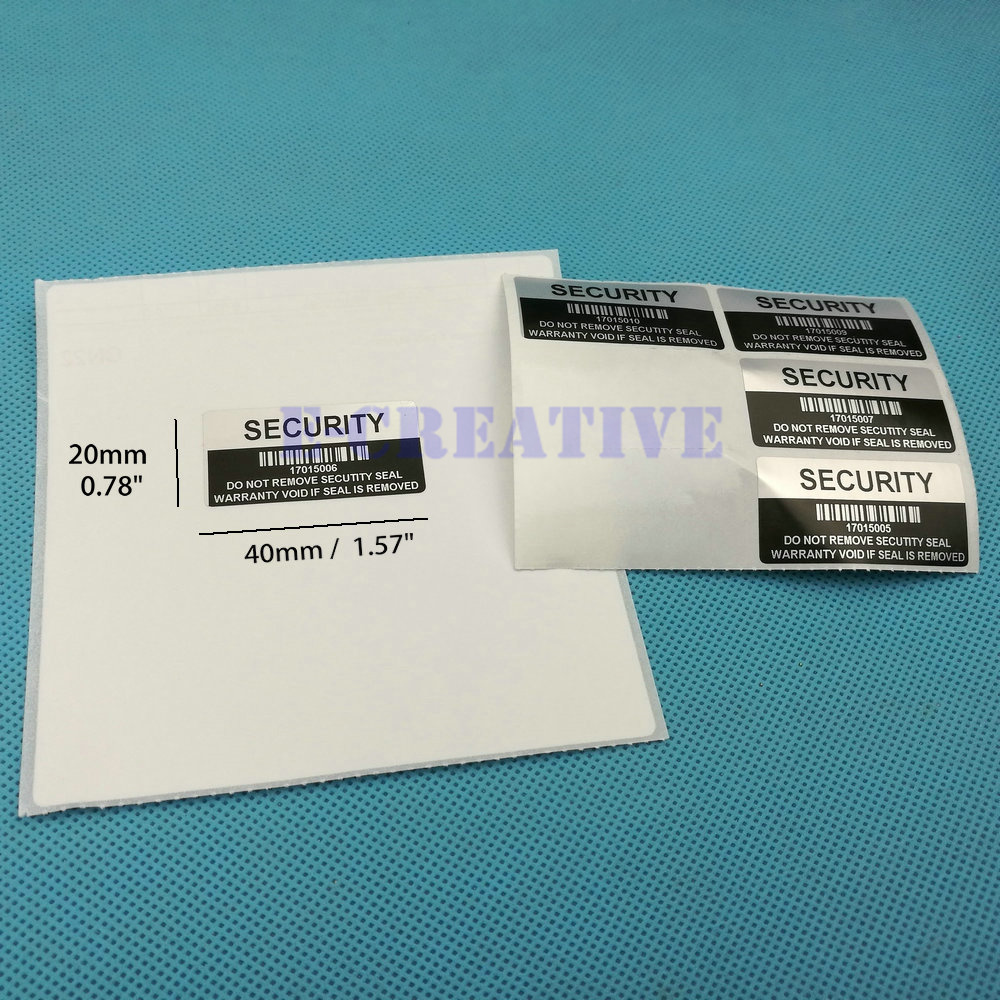 SECURITY
17015010
DO NOT REMOVE SECUTITY SEAL
WARRANTY VOID IF SEAL IS REMOVED
SECURITY
17015009
DO NOT REMOVE SECUTITY SEAL
WARRANTY VOID IF SEAL IS REMOVED
SECURITY
17015007
DO NOT REMOVE SECUTITY SEAL
WARRANTY VOID IF SEAL IS REMOVED
SECURITY
17015005
DO NOT REMOVE SECUTITY SEAL
WARRANTY VOID IF SEAL IS REMOVED
E-CREATIVE
SECURITY
17015006
DO NOT REMOVE SECUTITY SEAL
WARRANTY VOID IF SEAL IS REMOVED
20mm
0.78"
40mm / 1.57"